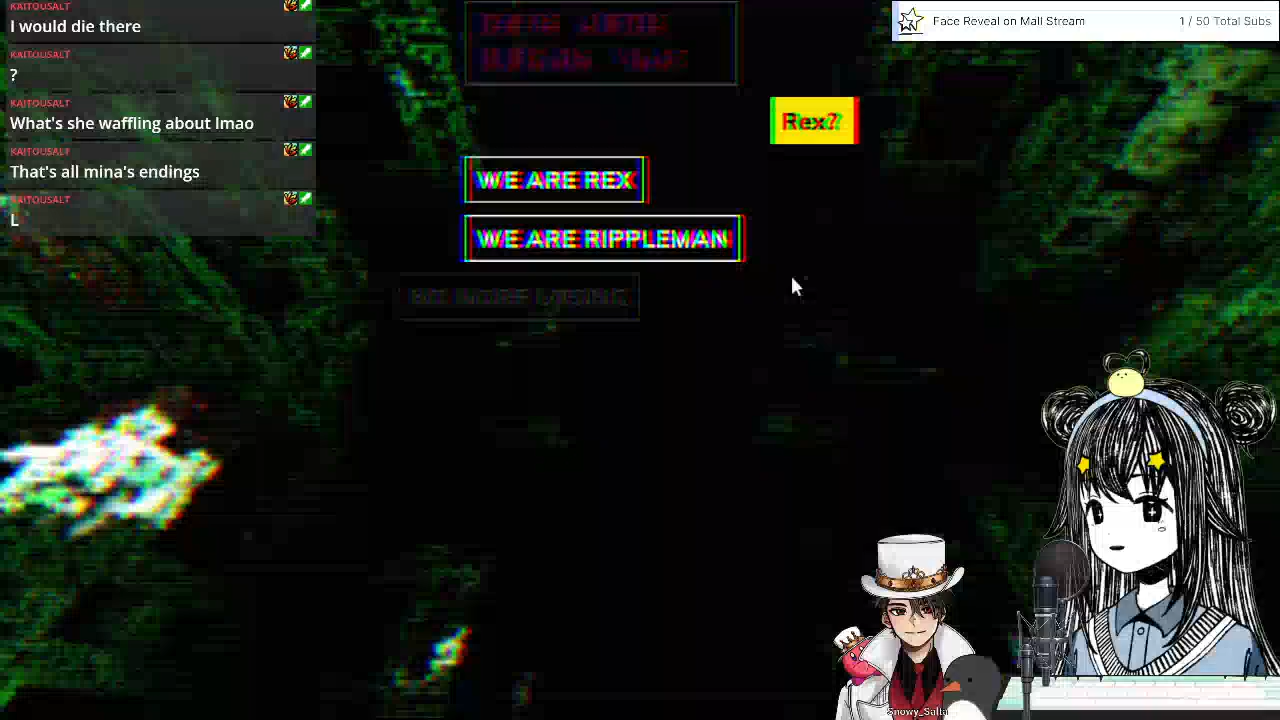 KAITOUSALT
I would die there
KAITOUSALT
?
KAITOUSALT
What's she waffling about lmao
KAITOUSALT
That's all mina's endings
KAITOUSALT
L
Face Reveal on Mall Stream
1 / 50 Total Subs
Rex?
WE ARE REX
WE ARE RIPPLEMAN